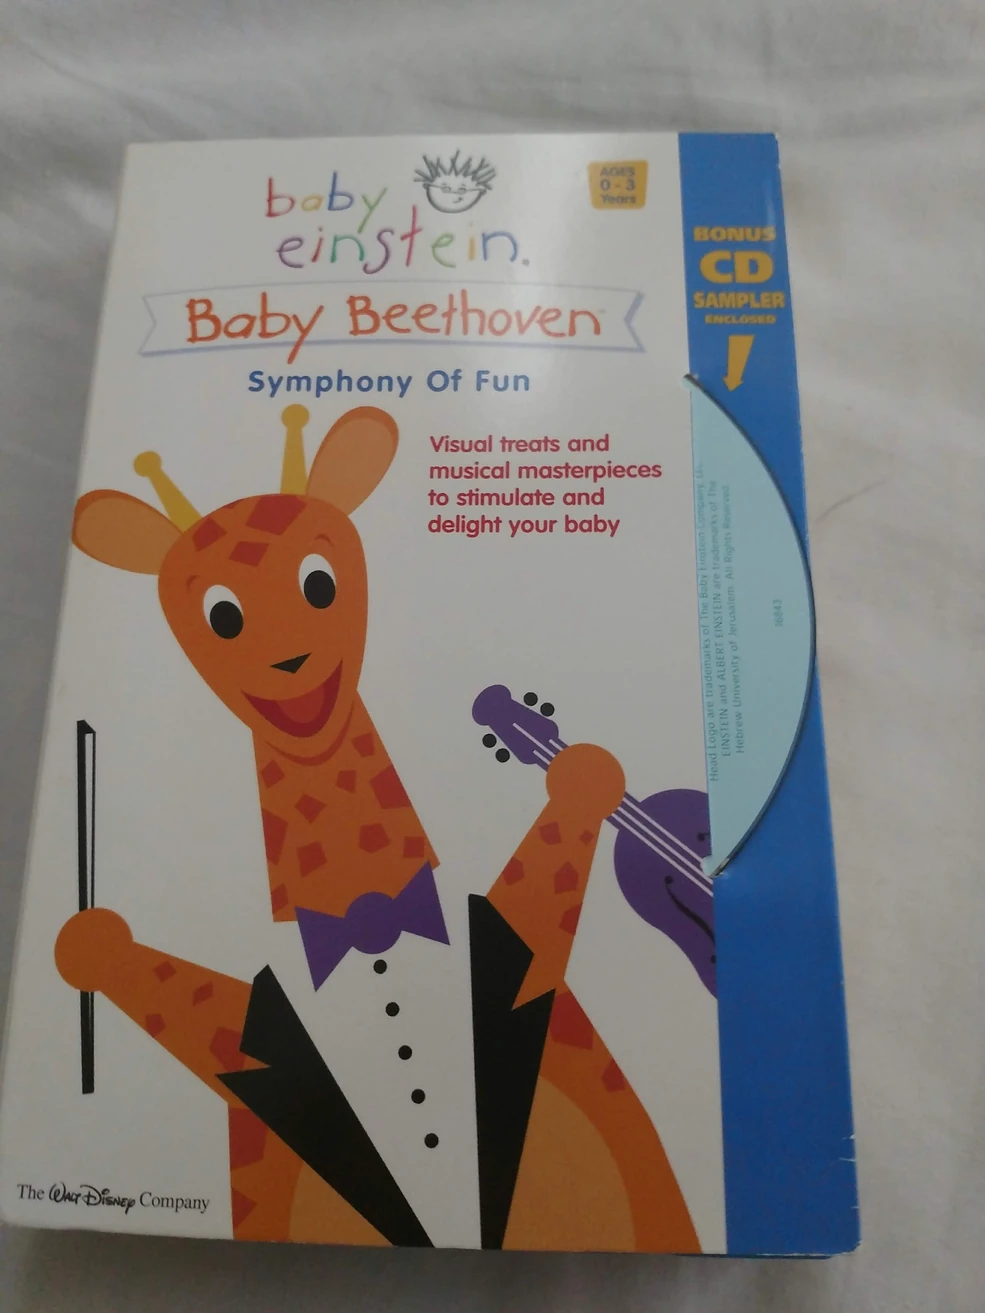 baby
einstein.
AGES
0-3
Years
Baby Beethoven™
Symphony Of Fun
Visual treats and
musical masterpieces
to stimulate and
delight your baby
BONUS
CD
SAMPLER
ENCLOSED
Head Logo are trademarks of The Baby Einstein Company, LLC.
EINSTEIN and ALBERT EINSTEIN are trademarks of The
Hebrew University of Jerusalem. All Rights Reserved.
16843
The Walt Disney Company